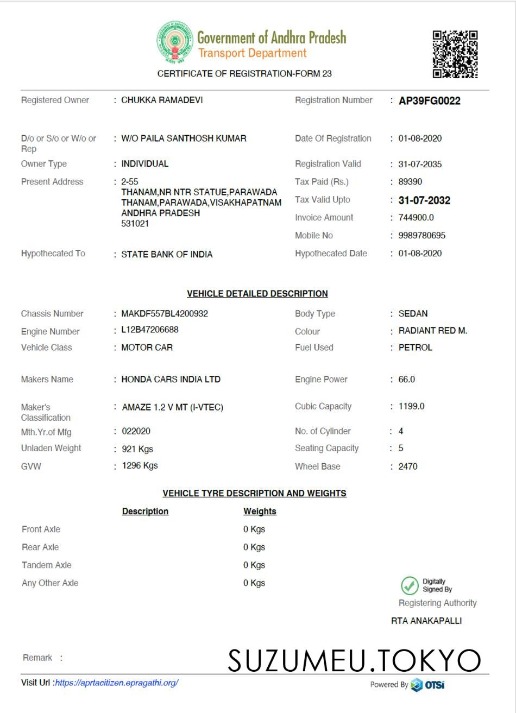 Government of Andhra Pradesh
Transport Department
CERTIFICATE OF REGISTRATION-FORM 23
Registered Owner : CHUKKA RAMADEVI Registration Number : AP39FG0022
D/o or S/o or W/o or Rep : W/O PAILA SANTHOSH KUMAR Date Of Registration : 01-08-2020
Owner Type : INDIVIDUAL Registration Valid : 31-07-2035
Present Address : 2-55 Tax Paid (Rs.) : 89390
THANAM,NR NTR STATUE,PARAWADA
THANAM,PARAWADA,VISAKHAPATNAM Tax Valid Upto : 31-07-2032
ANDHRA PRADESH Invoice Amount : 744900.0
531021
Mobile No : 9989780695
Hypothecated To : STATE BANK OF INDIA Hypothecated Date : 01-08-2020
VEHICLE DETAILED DESCRIPTION
Chassis Number : MAKDF557BL4200932 Body Type : SEDAN
Engine Number : L12B47206688 Colour : RADIANT RED M.
Vehicle Class : MOTOR CAR Fuel Used : PETROL
Makers Name : HONDA CARS INDIA LTD Engine Power : 66.0
Maker's Classification : AMAZE 1.2 V MT (I-VTEC) Cubic Capacity : 1199.0
Mth.Yr.of Mfg : 022020 No. of Cylinder : 4
Unladen Weight : 921 Kgs Seating Capacity : 5
GVW : 1296 Kgs Wheel Base : 2470
VEHICLE TYRE DESCRIPTION AND WEIGHTS
Description Weights
Front Axle 0 Kgs
Rear Axle 0 Kgs
Tandem Axle 0 Kgs
Any Other Axle 0 Kgs
Digitally
Signed By
Registering Authority
RTA ANAKAPALLI
Remark :
SUZUMEU.TOKYO
Visit Url :https://aprtacitizen.epragathi.org/ Powered By OTSi